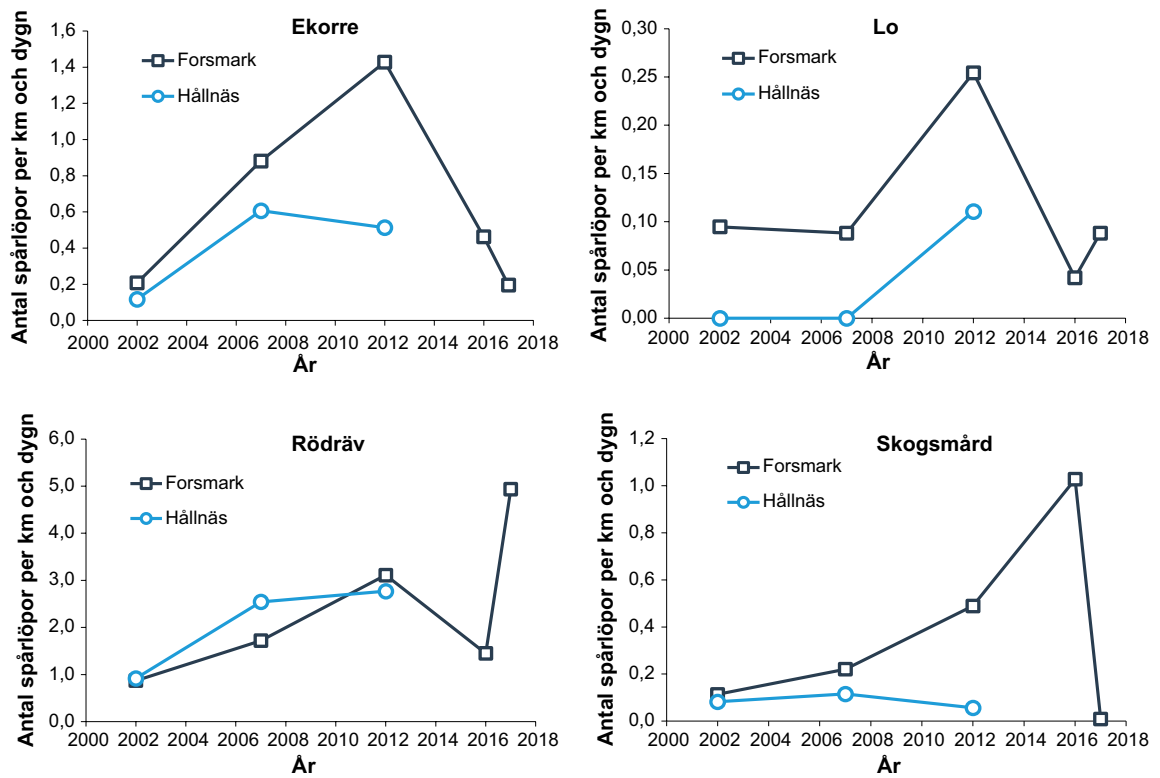 Ekorre
Antal spårlöpor per km och dygn
1,6
1,4
1,2
1,0
0,8
0,6
0,4
0,2
0,0
Forsmark
Hållnäs
2000 2002 2004 2006 2008 2010 2012 2014 2016 2018
År
Lo
Antal spårlöpor per km och dygn
0,30
0,25
0,20
0,15
0,10
0,05
0,00
Forsmark
Hållnäs
2000 2002 2004 2006 2008 2010 2012 2014 2016 2018
År
Rödräv
Antal spårlöpor per km och dygn
6,0
5,0
4,0
3,0
2,0
1,0
0,0
Forsmark
Hållnäs
2000 2002 2004 2006 2008 2010 2012 2014 2016 2018
År
Skogsmård
Antal spårlöpor per km och dygn
1,2
1,0
0,8
0,6
0,4
0,2
0,0
Forsmark
Hållnäs
2000 2002 2004 2006 2008 2010 2012 2014 2016 2018
År